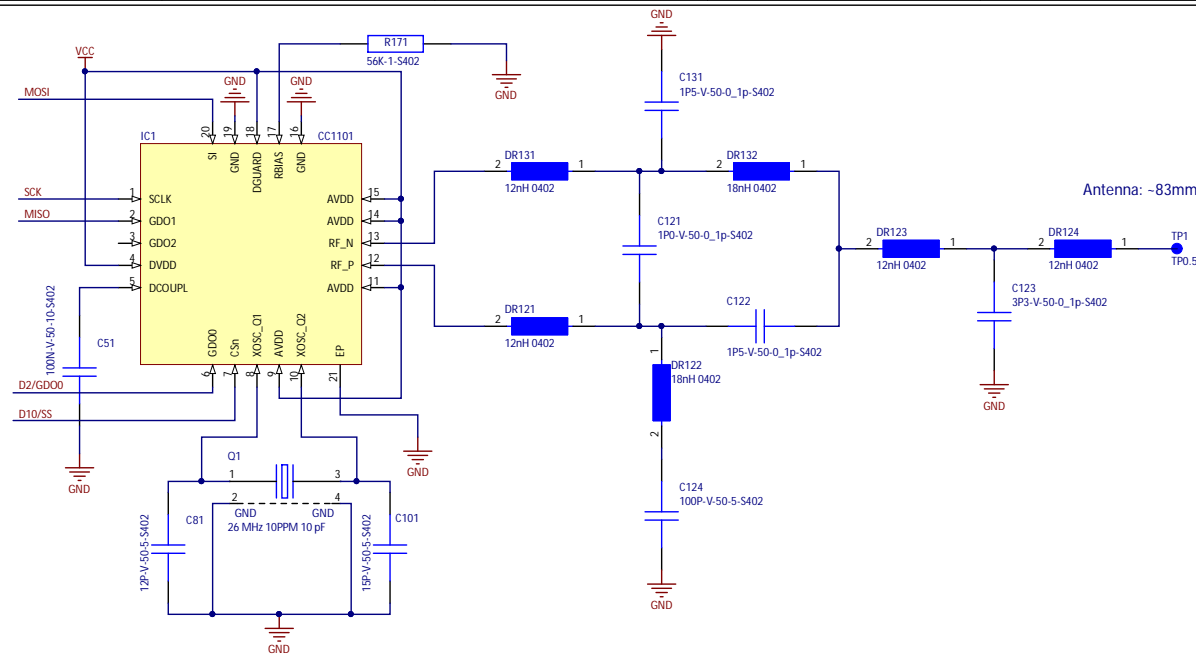 GND
R171
56K-1-S402
GND
VCC
MOSI
GND
GND
C131
1P5-V-50-0_1p-S402
IC1
CC1101
20
19
18
17
16
SI
GND
DGUARD
RBIAS
GND
DR131
2
1
12nH 0402
DR132
2
1
18nH 0402
Antenna: ~83mm
SCK
1
SCLK
AVDD
15
MISO
2
GDO1
AVDD
14
3
GDO2
RF_N
13
4
DVDD
RF_P
12
5
DCOUPL
AVDD
11
C121
1P0-V-50-0_1p-S402
DR123
2
1
12nH 0402
DR124
2
1
12nH 0402
TP1
TP0.5
C123
3P3-V-50-0_1p-S402
GND
100N-V-50-10-S402
C51
GDO0
CSn
XOSC_Q1
AVDD
XOSC_Q2
EP
6
7
8
9
10
21
DR121
2
1
12nH 0402
C122
1P5-V-50-0_1p-S402
1
DR122
18nH 0402
2
D2/GDO0
D10/SS
GND
GND
Q1
1
3
2
4
GND
GND
26 MHz 10PPM 10 pF
C81
12P-V-50-5-S402
C101
15P-V-50-5-S402
C124
100P-V-50-5-S402
GND
GND